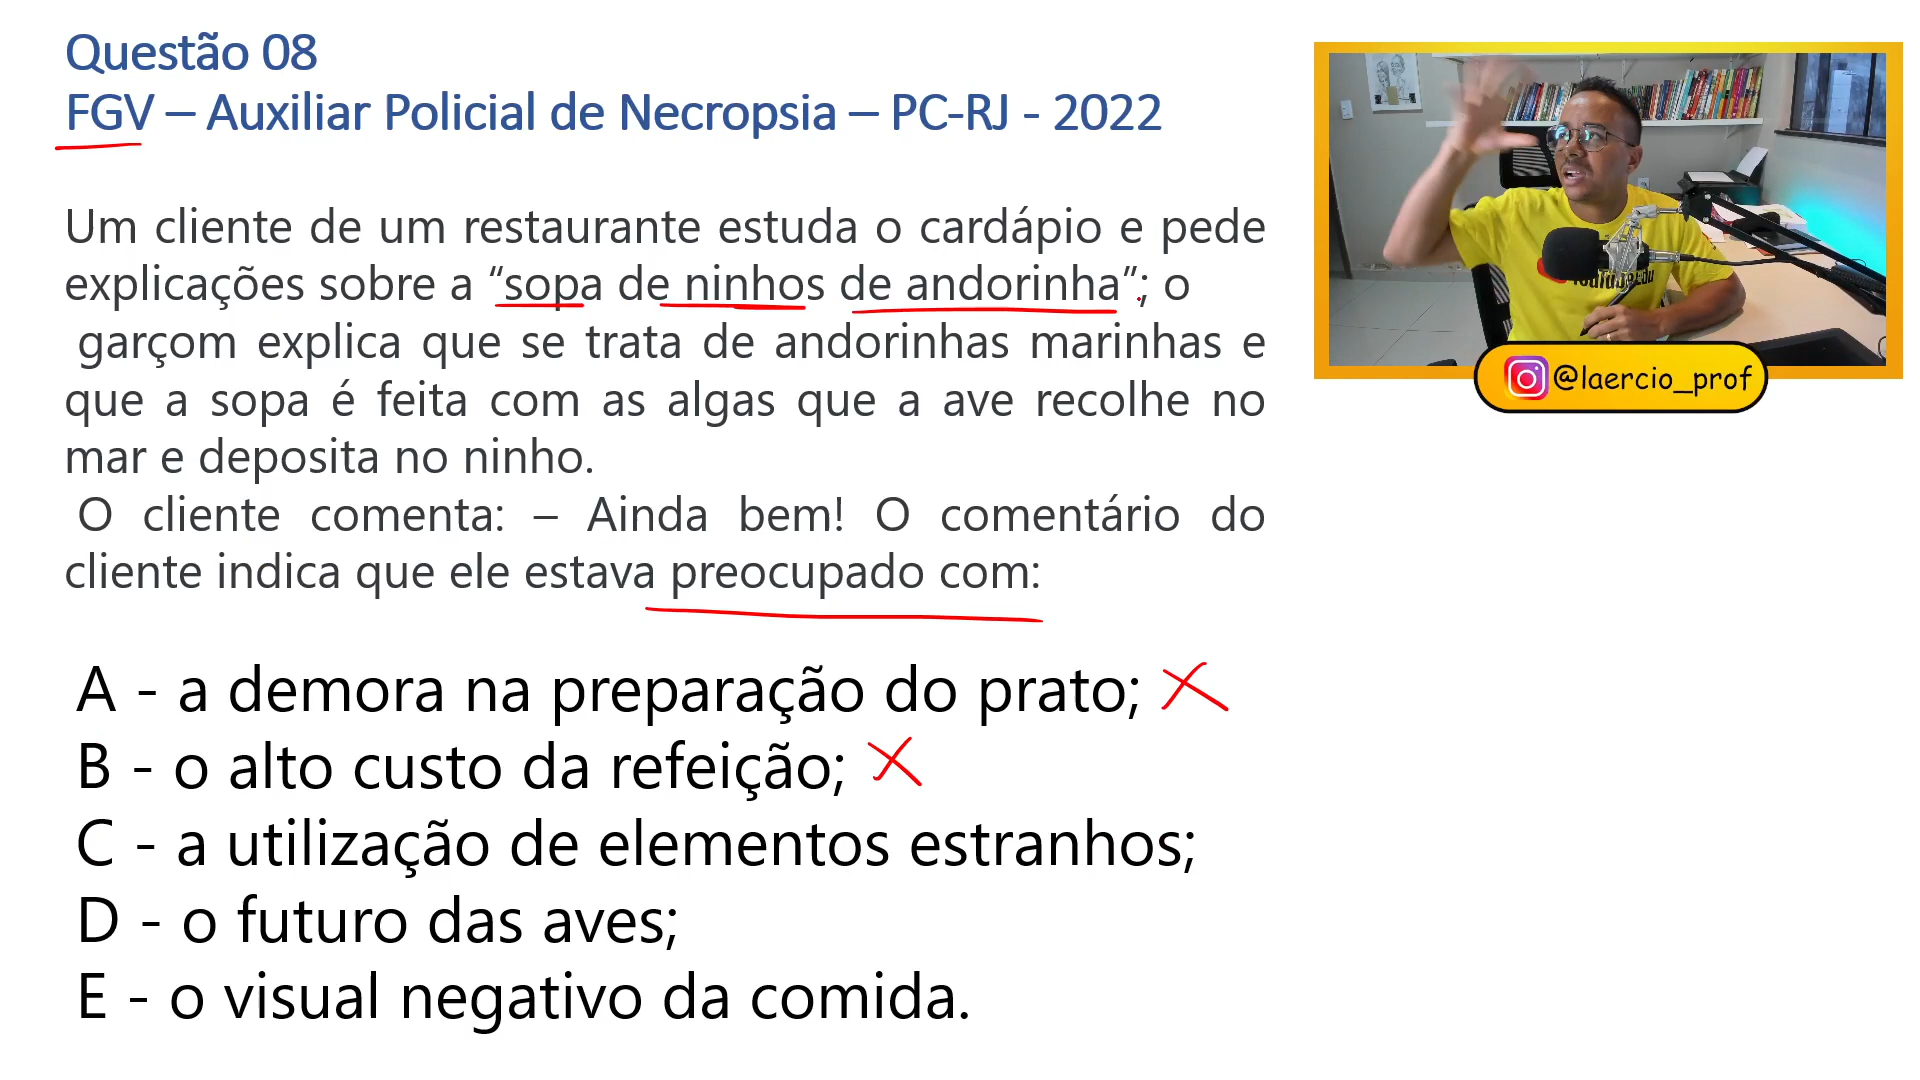 Questão 08
FGV – Auxiliar Policial de Necropsia – PC-RJ - 2022
Um cliente de um restaurante estuda o cardápio e pede
explicações sobre a “sopa de ninhos de andorinha”; o
garçom explica que se trata de andorinhas marinhas e
que a sopa é feita com as algas que a ave recolhe no
mar e deposita no ninho.
O cliente comenta: – Ainda bem! O comentário do
cliente indica que ele estava preocupado com:
A - a demora na preparação do prato;
B - o alto custo da refeição;
C - a utilização de elementos estranhos;
D - o futuro das aves;
E - o visual negativo da comida.
@laercio_prof